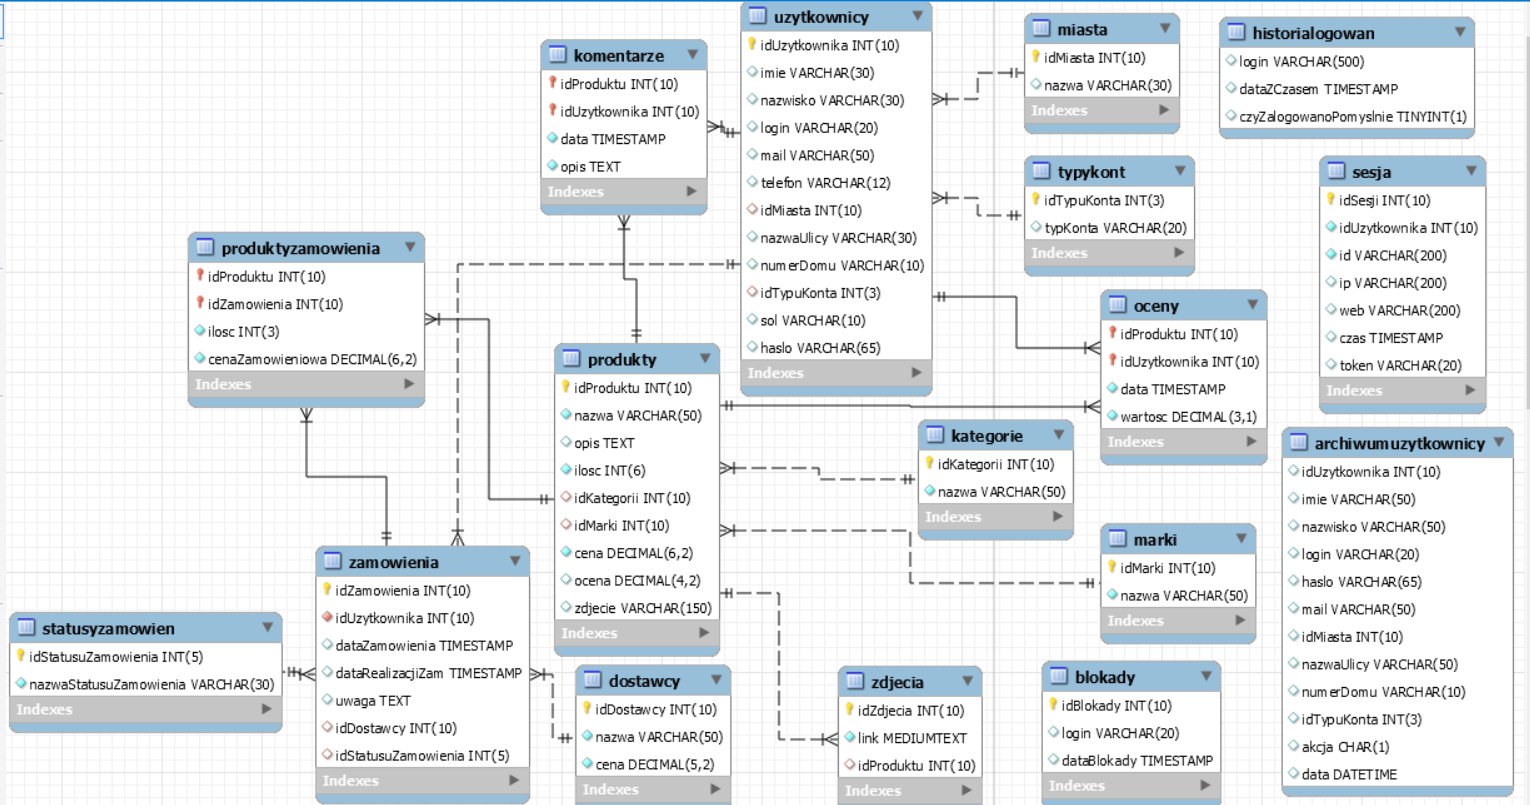 komentarze
idProduktu INT(10)
idUzytkownika INT(10)
data TIMESTAMP
opis TEXT
Indexes
uzytkownicy
idUzytkownika INT(10)
imie VARCHAR(30)
nazwisko VARCHAR(30)
login VARCHAR(20)
mail VARCHAR(50)
telefon VARCHAR(12)
idMiasta INT(10)
nazwaUlicy VARCHAR(30)
numerDomu VARCHAR(10)
idTypuKonta INT(3)
sol VARCHAR(10)
haslo VARCHAR(65)
Indexes
miasta
idMiasta INT(10)
nazwa VARCHAR(30)
Indexes
historialogowan
login VARCHAR(500)
dataZCzasem TIMESTAMP
czyZalogowanoPomyslnie TINYINT(1)
typykont
idTypuKonta INT(3)
typKonta VARCHAR(20)
Indexes
sesja
idSesji INT(10)
idUzytkownika INT(10)
id VARCHAR(200)
ip VARCHAR(200)
web VARCHAR(200)
czas TIMESTAMP
token VARCHAR(20)
Indexes
produktyzamowienia
idProduktu INT(10)
idZamowienia INT(10)
ilosc INT(3)
cenaZamowieniowa DECIMAL(6,2)
Indexes
produkty
idProduktu INT(10)
nazwa VARCHAR(50)
opis TEXT
ilosc INT(6)
idKategorii INT(10)
idMarki INT(10)
cena DECIMAL(6,2)
ocena DECIMAL(4,2)
zdjecie VARCHAR(150)
Indexes
oceny
idProduktu INT(10)
idUzytkownika INT(10)
data TIMESTAMP
wartosc DECIMAL(3,1)
Indexes
kategorie
idKategorii INT(10)
nazwa VARCHAR(50)
Indexes
archiwumuzytkownicy
idUzytkownika INT(10)
imie VARCHAR(50)
nazwisko VARCHAR(50)
login VARCHAR(20)
haslo VARCHAR(65)
mail VARCHAR(50)
idMiasta INT(10)
nazwaUlicy VARCHAR(50)
numerDomu VARCHAR(10)
idTypuKonta INT(3)
akcja CHAR(1)
data DATETIME
marki
idMarki INT(10)
nazwa VARCHAR(50)
Indexes
zamowienia
idZamowienia INT(10)
idUzytkownika INT(10)
dataZamowienia TIMESTAMP
dataRealizacjiZam TIMESTAMP
uwaga TEXT
idDostawcy INT(10)
idStatusuZamowienia INT(5)
Indexes
statusyzamowien
idStatusuZamowienia INT(5)
nazwaStatusuZamowienia VARCHAR(30)
Indexes
dostawcy
idDostawcy INT(10)
nazwa VARCHAR(50)
cena DECIMAL(5,2)
Indexes
zdjecia
idZdjecia INT(10)
link MEDIUMTEXT
idProduktu INT(10)
Indexes
blokady
idBlokady INT(10)
login VARCHAR(20)
dataBlokady TIMESTAMP
Indexes